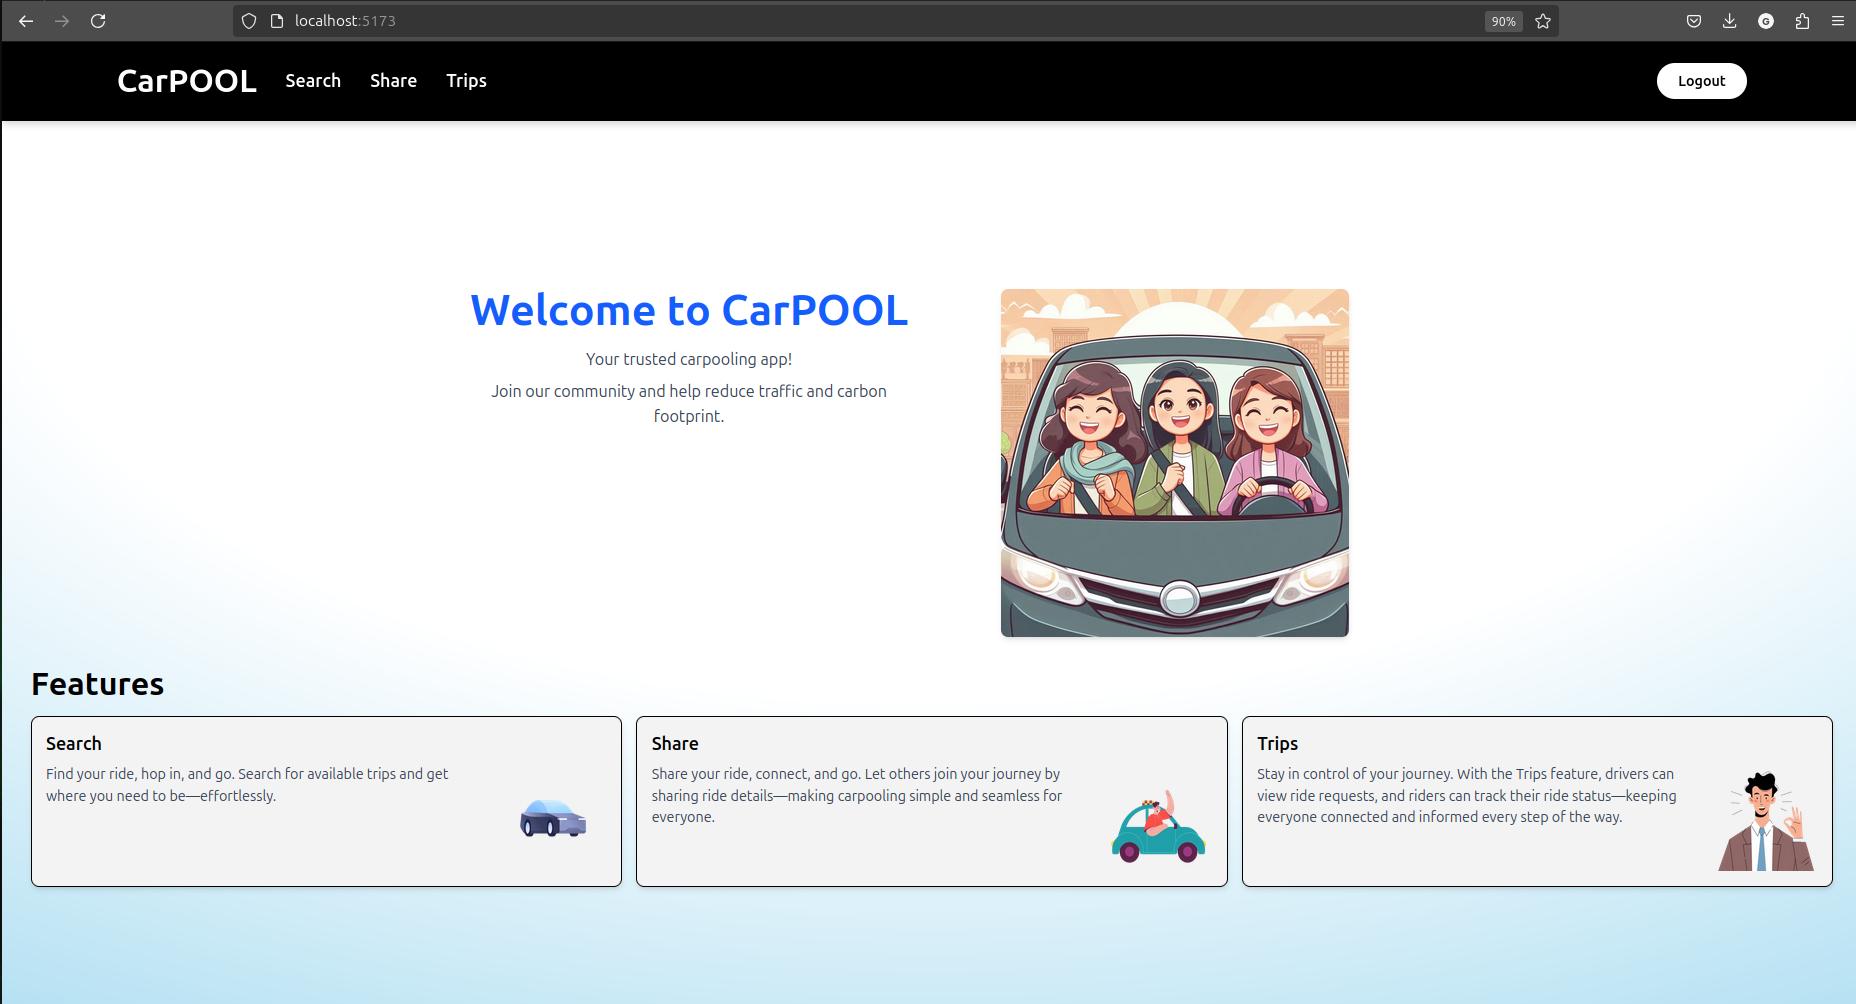 localhost:5173
90%
G
CarPOOL
Search
Share
Trips
Logout
Welcome to CarPOOL
Your trusted carpooling app!
Join our community and help reduce traffic and carbon
footprint.
Features
Search
Find your ride, hop in, and go. Search for available trips and get
where you need to be—effortlessly.
Share
Share your ride, connect, and go. Let others join your journey by
sharing ride details—making carpooling simple and seamless for
everyone.
Trips
Stay in control of your journey. With the Trips feature, drivers can
view ride requests, and riders can track their ride status—keeping
everyone connected and informed every step of the way.